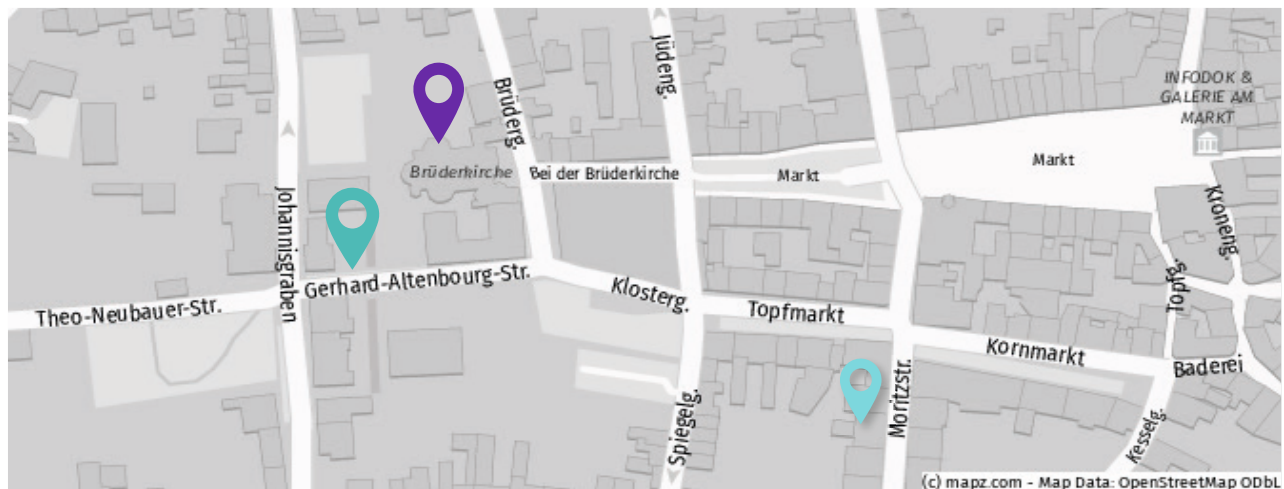 Jüdeng.
Brüderg.
INFODOK &
GALERIE AM
MARKT
Brüderkirche
Bei der Brüderkirche
Markt
Markt
Johannisgraben
Kroneng.
Gerhard-Altenbourg-Str.
Theo-Neubauer-Str.
Klosterg.
Topfmarkt
Topfg.
Kornmarkt
Baderei
Moritzstr.
Spiegelg.
Kesselg.
(c) mapz.com - Map Data: OpenStreetMap ODbL